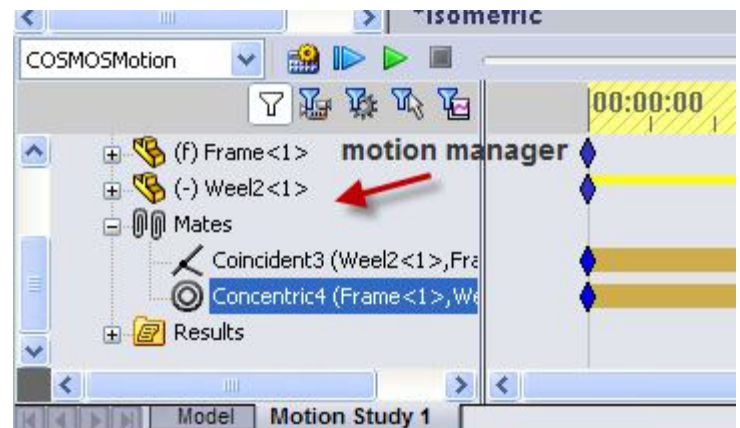 *Isometric
COSMOSMotion
00:00:00
(f) Frame<1>
motion manager
(-) Weel2<1>
Mates
Coincident3 (Weel2<1>,Fra
Concentric4 (Frame<1>,We
Results
Model
Motion Study 1